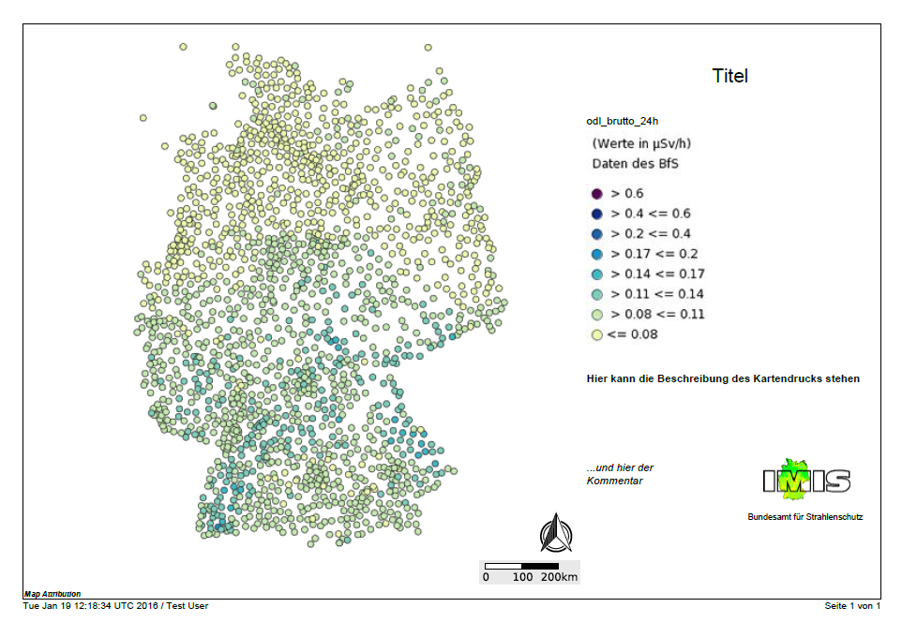 Titel
odl_brutto_24h
(Werte in µSv/h)
Daten des BfS
> 0.6
> 0.4 <= 0.6
> 0.2 <= 0.4
> 0.17 <= 0.2
> 0.14 <= 0.17
> 0.11 <= 0.14
> 0.08 <= 0.11
<= 0.08
Hier kann die Beschreibung des Kartendrucks stehen
...und hier der
Kommentar
IMIS
Bundesamt für Strahlenschutz
0 100 200km
Map Attribution
Tue Jan 19 12:18:34 UTC 2016 / Test User
Seite 1 von 1